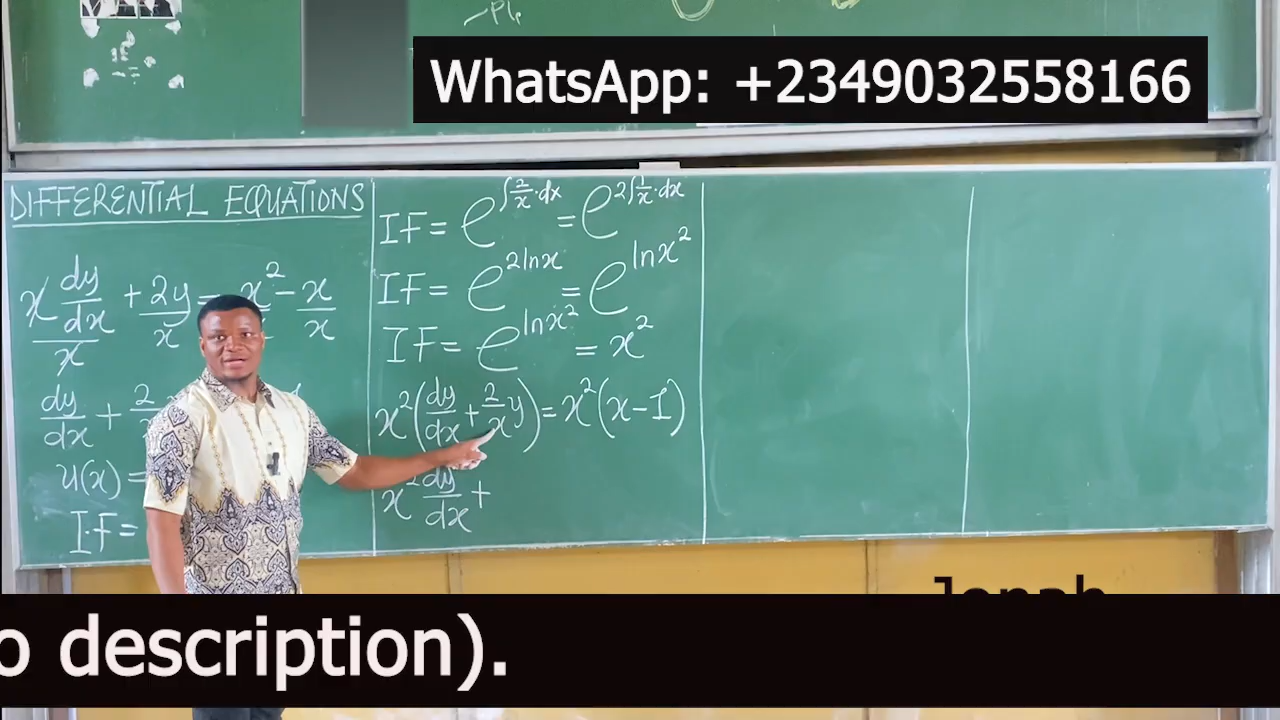 WhatsApp: +2349032558166
DIFFERENTIAL EQUATIONS
x dy/dx / x + 2y/x = x² - x/x
dy/dx + 2/
u(x) =
I·F =
IF = e^∫2/x·dx = e^2∫1/x·dx
IF = e^2lnx = e^lnx²
IF = e^lnx² = x²
x²(dy/dx + 2/x y) = x²(x - 1)
x² dy/dx +
description).